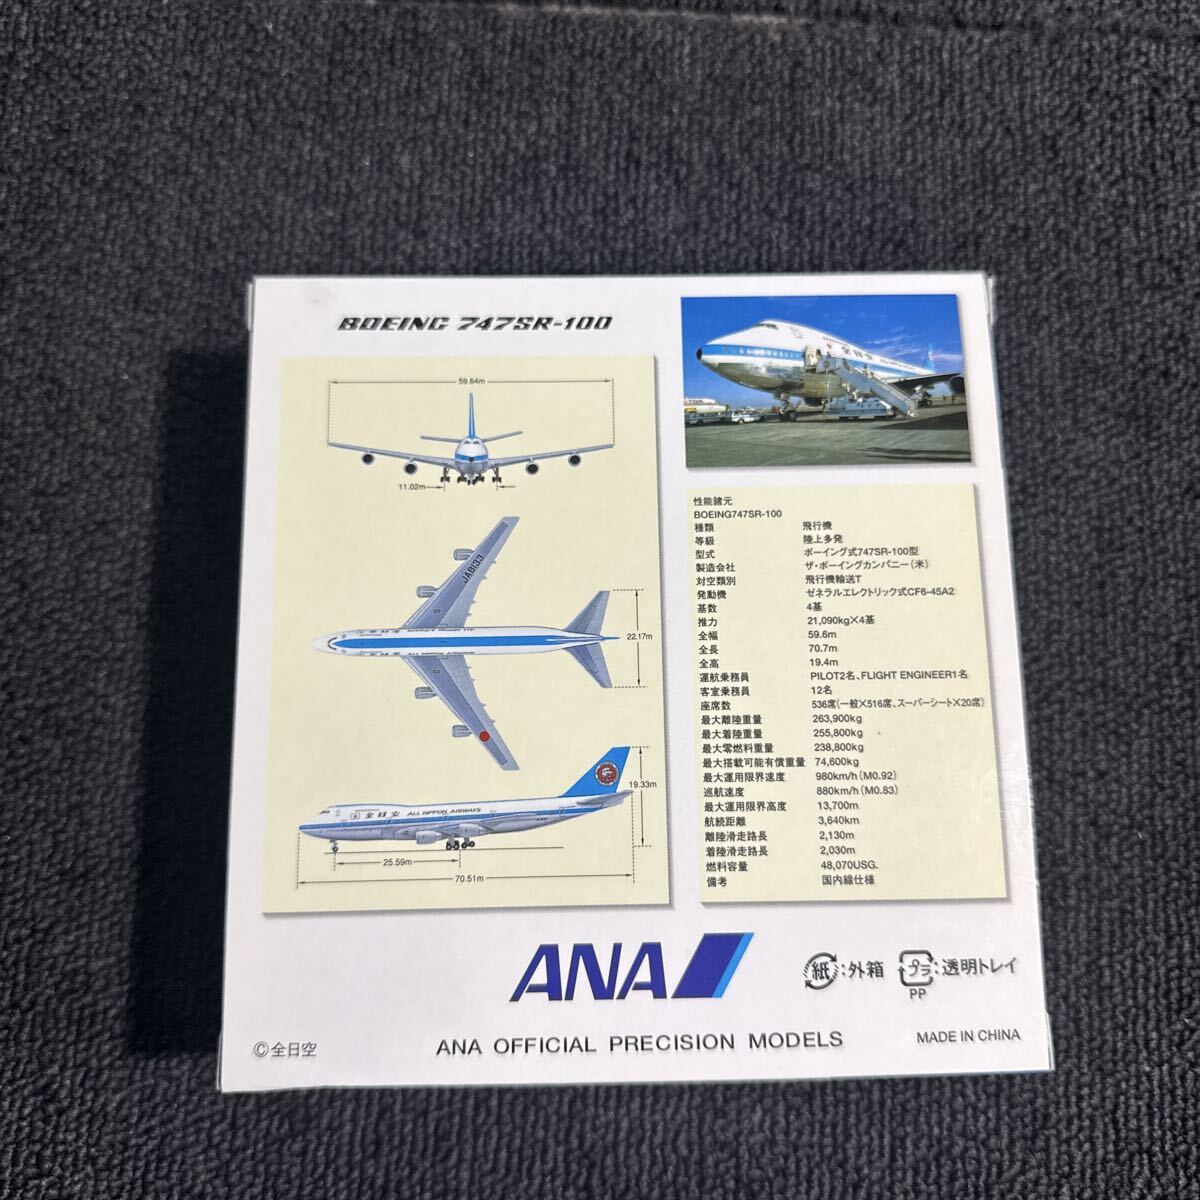 BOEING 747SR-100
59.64m
11.02m
JA8133
22.17m
ALL NIPPON AIRWAYS
全日空
ALL NIPPON AIRWAYS
19.33m
25.59m
70.51m
全日空
TDA
性能諸元
BOEING747SR-100
種類 飛行機
等級 陸上多発
型式 ボーイング式747SR-100型
製造会社 ザ・ボーイングカンパニー(米)
対空類別 飛行機輸送T
発動機 ゼネラルエレクトリック式CF6-45A2
基数 4基
推力 21,090kg×4基
全幅 59.6m
全長 70.7m
全高 19.4m
運航乗務員 PILOT2名、FLIGHT ENGINEER1名
客室乗務員 12名
座席数 536席(一般×516席、スーパーシート×20席)
最大離陸重量 263,900kg
最大着陸重量 255,800kg
最大零燃料重量 238,800kg
最大搭載可能有償重量 74,600kg
最大運用限界速度 980km/h(M0.92)
巡航速度 880km/h(M0.83)
最大運用限界高度 13,700m
航続距離 3,640km
離陸滑走路長 2,130m
着陸滑走路長 2,030m
燃料容量 48,070USG.
備考 国内線仕様
ANA
紙:外箱 プラ:透明トレイ
PP
©全日空
ANA OFFICIAL PRECISION MODELS
MADE IN CHINA